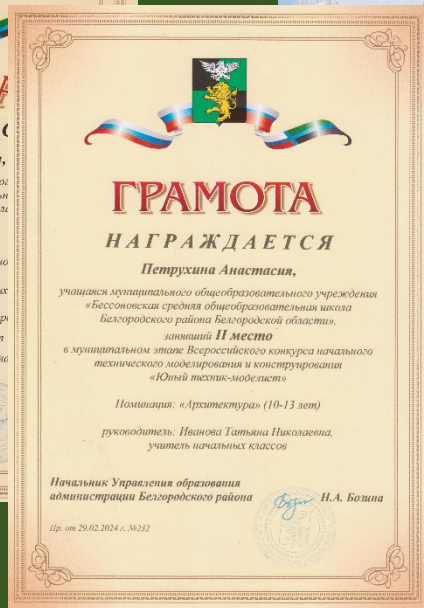 ГРАМОТА
НАГРАЖДАЕТСЯ
Петрухина Анастасия,
учащаяся муниципального общеобразовательного учреждения
«Бессоновская средняя общеобразовательная школа
Белгородского района Белгородской области»,
занявший II место
в муниципальном этапе Всероссийского конкурса начального
технического моделирования и конструирования
«Юный техник-моделист»
Номинация: «Архитектура» (10-13 лет)
руководитель: Иванова Татьяна Николаевна,
учитель начальных классов
Начальник Управления образования
администрации Белгородского района Н.А. Бозина
Пр. от 29.02.2024 г. №232